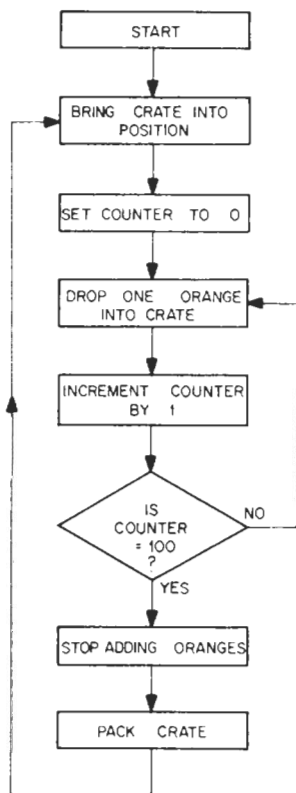 START
BRING CRATE INTO
POSITION
SET COUNTER TO 0
DROP ONE ORANGE
INTO CRATE
INCREMENT COUNTER
BY 1
IS
COUNTER
= 100
?
NO
YES
STOP ADDING ORANGES
PACK CRATE